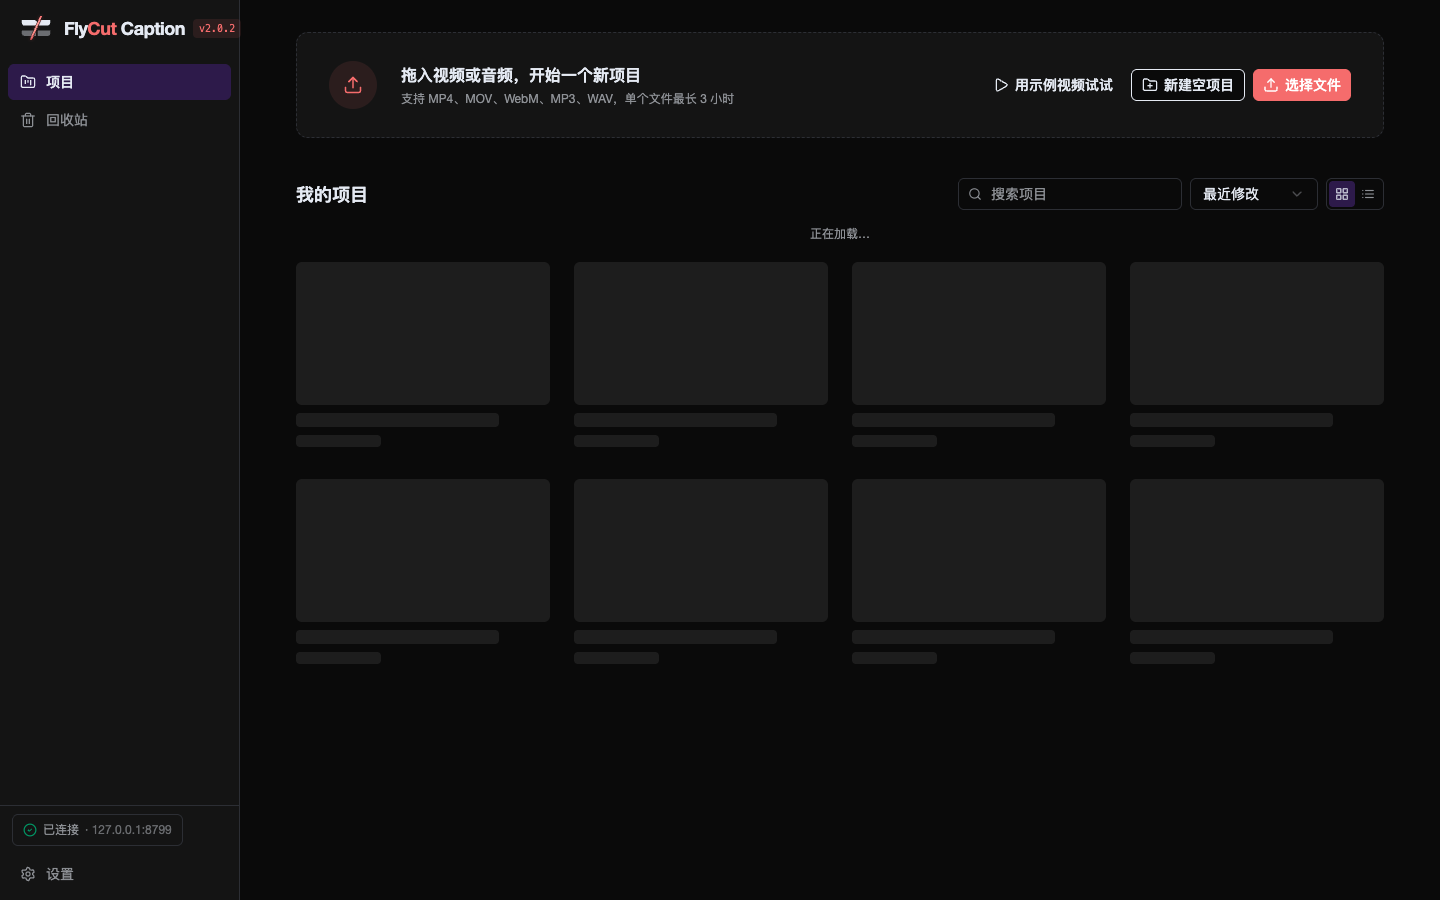 FlyCut Caption v2.0.2
项目
回收站
拖入视频或音频，开始一个新项目
支持 MP4、MOV、WebM、MP3、WAV，单个文件最长 3 小时
用示例视频试试
新建空项目
选择文件
我的项目
搜索项目
最近修改
正在加载...
已连接 · 127.0.0.1:8799
设置